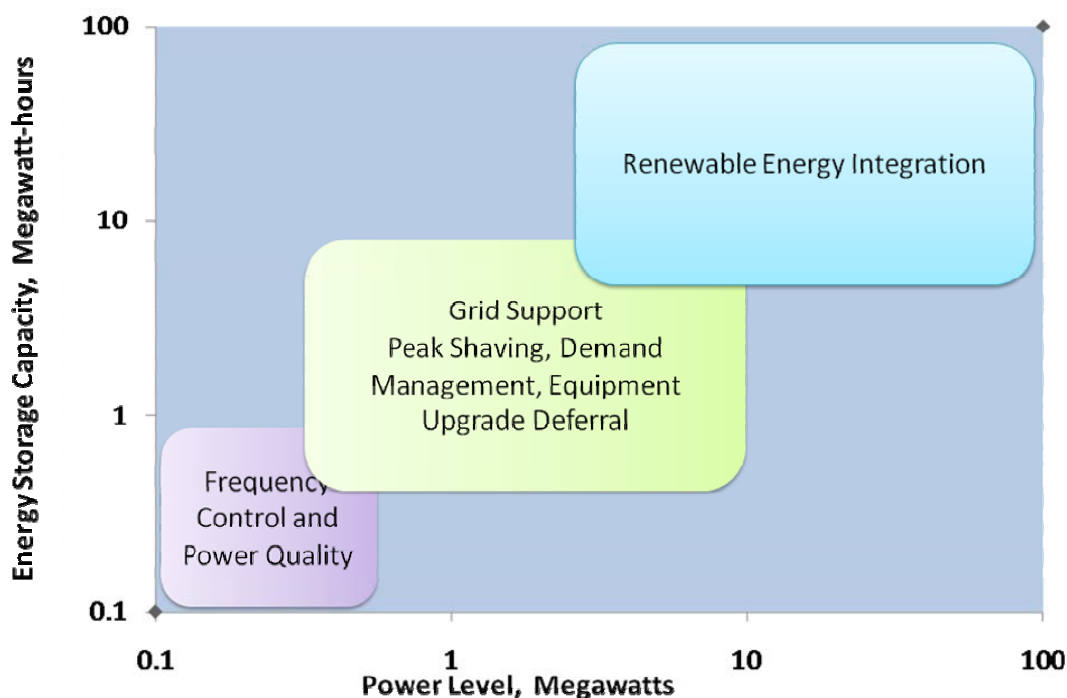 Energy Storage Capacity, Megawatt-hours
100
10
1
0.1
Renewable Energy Integration
Grid Support
Peak Shaving, Demand
Management, Equipment
Upgrade Deferral
Frequency
Control and
Power Quality
0.1
1
10
100
Power Level, Megawatts